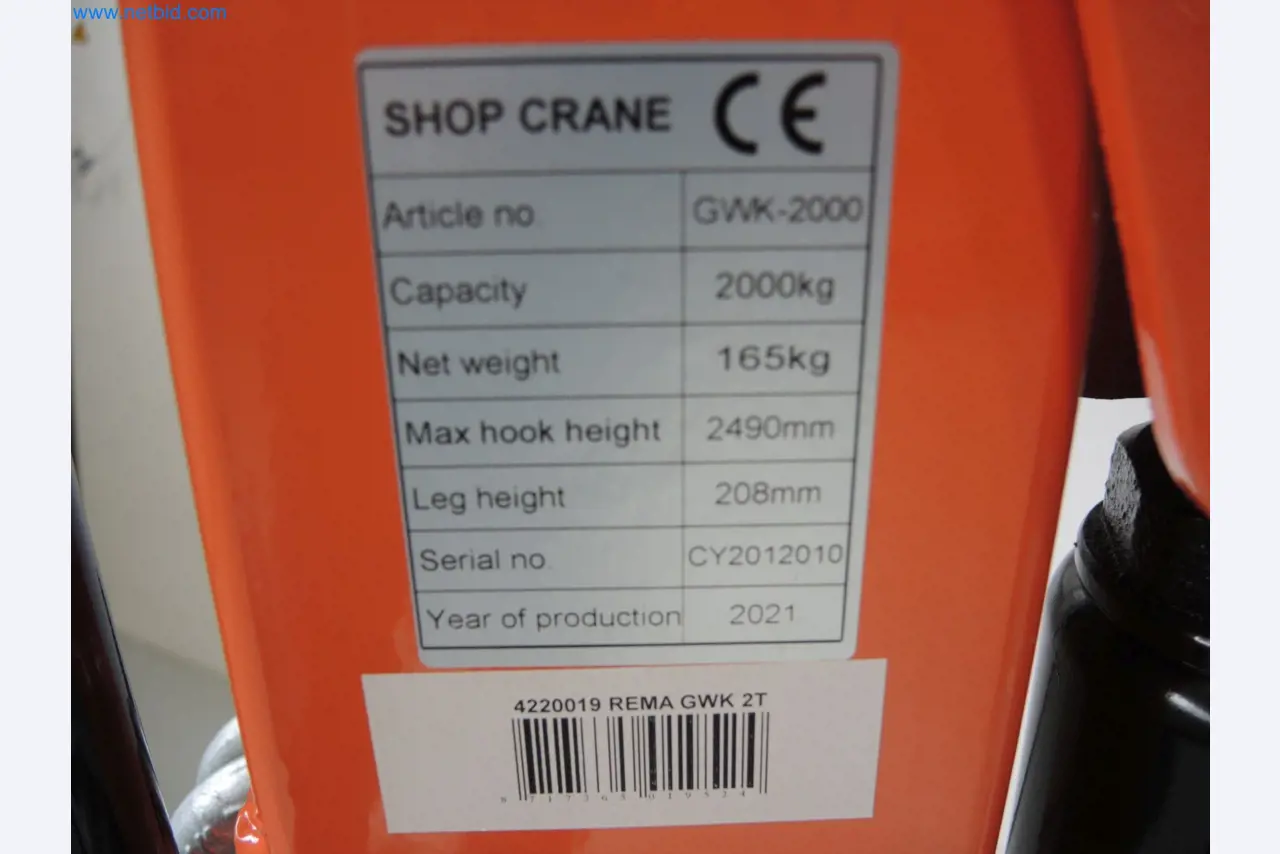 www.netbid.com
SHOP CRANE CE
Article no. GWK-2000
Capacity 2000kg
Net weight 165kg
Max hook height 2490mm
Leg height 208mm
Serial no. CY2012010
Year of production 2021
4220019 REMA GWK 2T